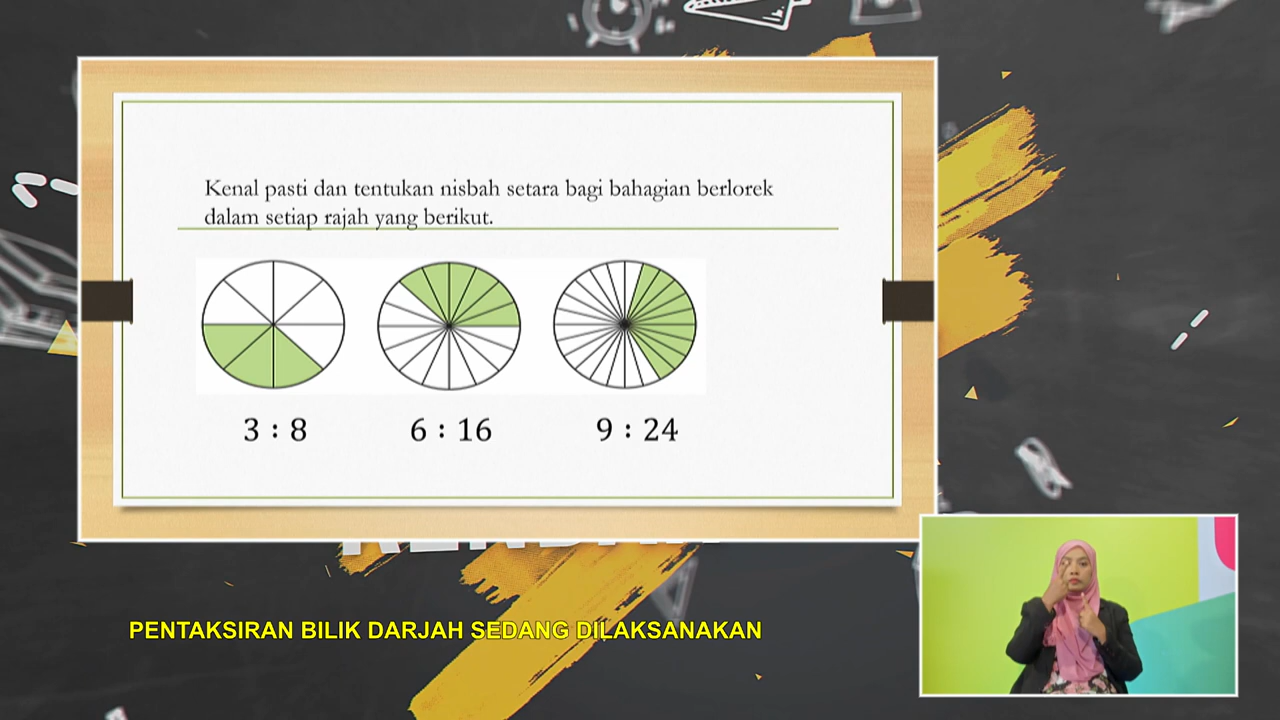 Kenal pasti dan tentukan nisbah setara bagi bahagian berlorek
dalam setiap rajah yang berikut.
3 : 8
6 : 16
9 : 24
PENTAKSIRAN BILIK DARJAH SEDANG DILAKSANAKAN